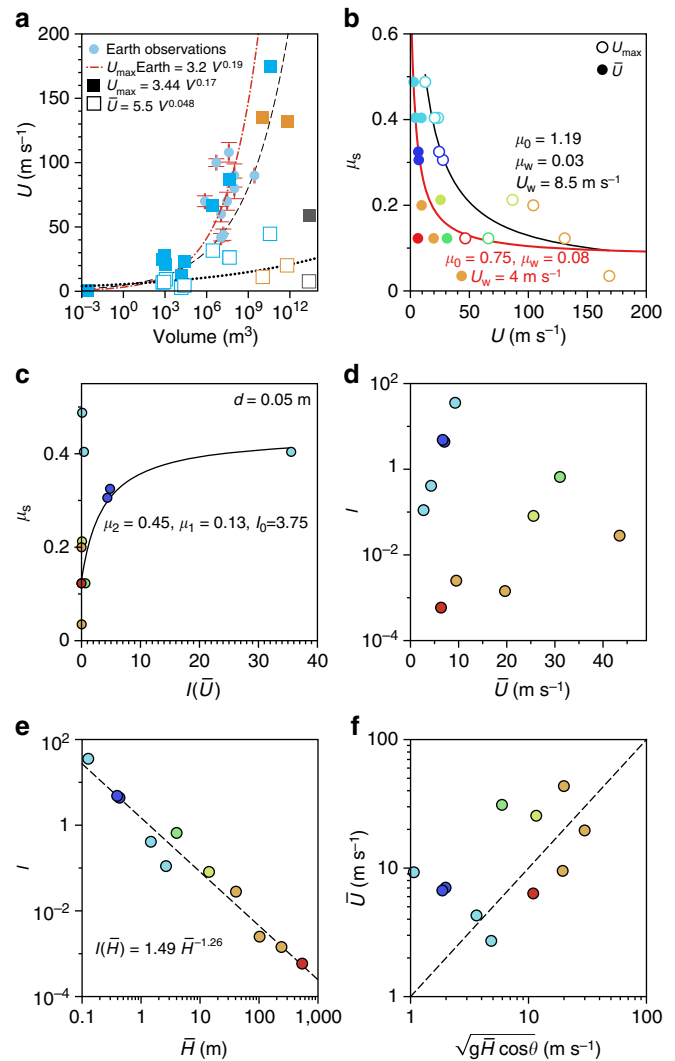 a
200
150
100
50
0
U (m s⁻¹)
Earth observations
UmaxEarth = 3.2 V^0.19
Umax = 3.44 V^0.17
Ū = 5.5 V^0.048
10⁻³ 10⁰ 10³ 10⁶ 10⁹ 10¹²
Volume (m³)
b
0.6
0.4
0.2
0
μs
Umax
Ū
μ0 = 1.19
μw = 0.03
Uw = 8.5 m s⁻¹
μ0 = 0.75, μw = 0.08
Uw = 4 m s⁻¹
0 50 100 150 200
U (m s⁻¹)
c
d = 0.05 m
0.4
0.2
0
μs
μ2 = 0.45, μ1 = 0.13, I0=3.75
0 10 20 30 40
I(Ū)
d
10²
1
10⁻²
10⁻⁴
I
0 10 20 30 40
Ū (m s⁻¹)
e
10²
1
10⁻²
10⁻⁴
I
I(H̄) = 1.49 H̄^−1.26
0.1 1 10 100 1,000
H̄ (m)
f
100
10
1
Ū (m s⁻¹)
1 10 100
√gH̄ cosθ (m s⁻¹)